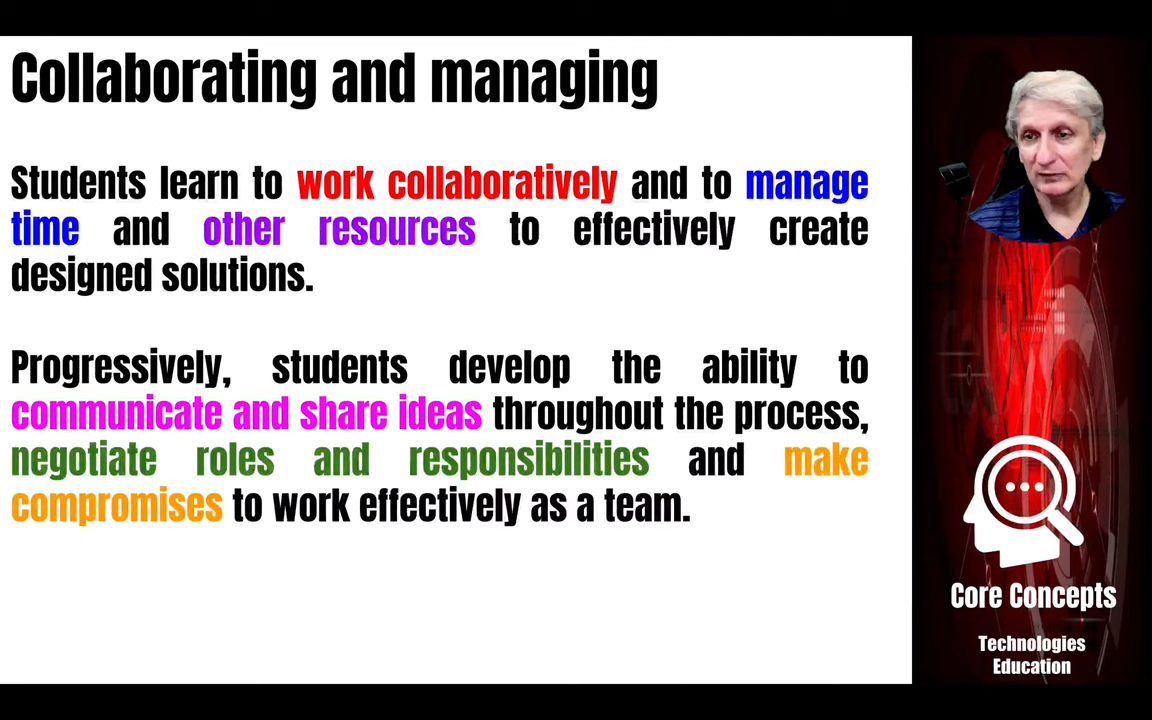 Collaborating and managing
Students learn to work collaboratively and to manage
time and other resources to effectively create
designed solutions.
Progressively, students develop the ability to
communicate and share ideas throughout the process,
negotiate roles and responsibilities and make
compromises to work effectively as a team.
Core Concepts
Technologies
Education